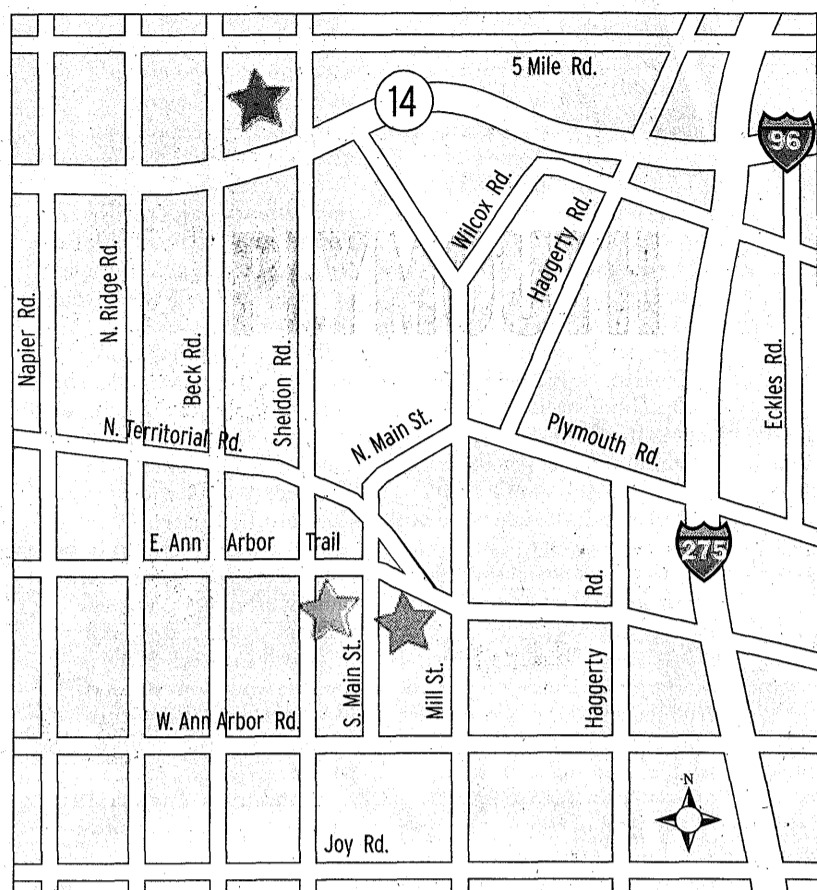 5 Mile Rd.
14
96
Wilcox Rd.
Haggerty Rd.
N. Ridge Rd.
Napier Rd.
Beck Rd.
Sheldon Rd.
Eckles Rd.
N. Territorial Rd.
N. Main St.
Plymouth Rd.
E. Ann Arbor Trail
275
S. Main St.
Mill St.
Haggerty Rd.
W. Ann Arbor Rd.
N
Joy Rd.